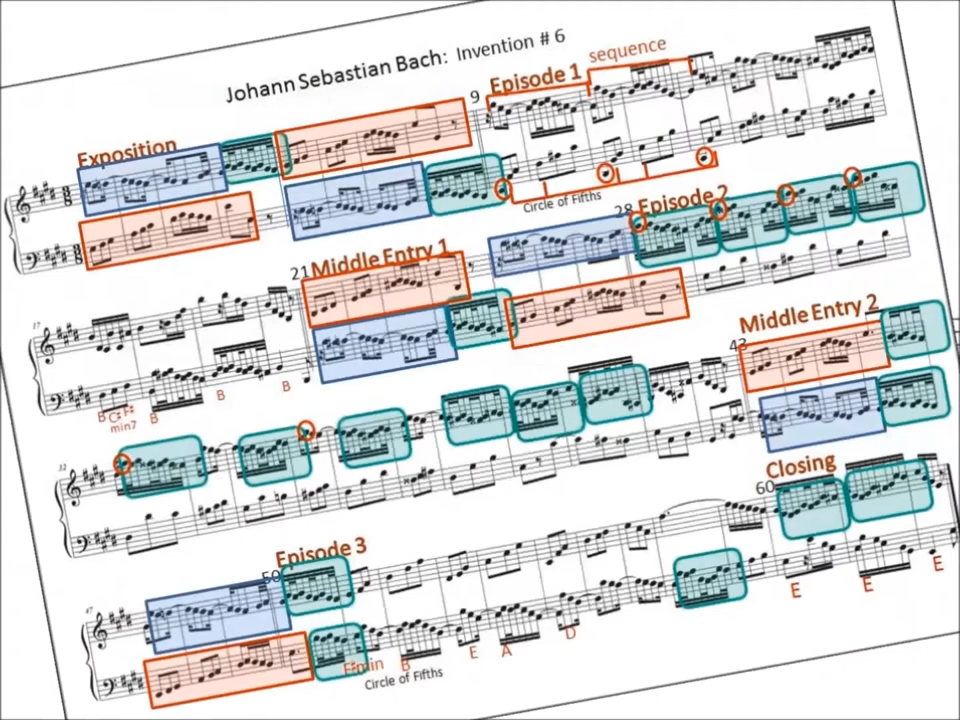 Johann Sebastian Bach: Invention # 6
Exposition
9
Episode 1
sequence
Circle of Fifths
17
21
Middle Entry 1
28
Episode 2
B
C♯ F♯
min7
B
B
B
32
Middle Entry 2
47
50
Episode 3
60
Closing
F♯min
B
E
A
D
Circle of Fifths
E
E
E